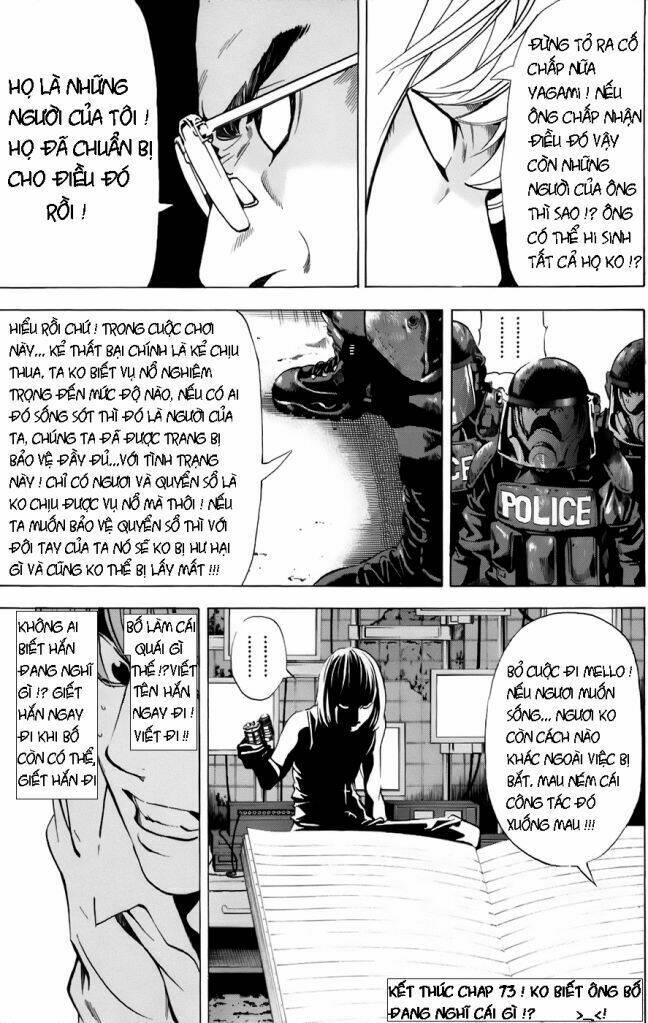 ĐỪNG TỎ RA CỐ
CHẤP NỮA
YAGAMI ! NẾU
ÔNG CHẤP NHẬN
ĐIỀU ĐÓ VẬY
CÒN NHỮNG
NGƯỜI CỦA ÔNG
THÌ SAO !? ÔNG
CÓ THỂ HI SINH
TẤT CẢ HỌ KO !?
HỌ LÀ NHỮNG
NGƯỜI CỦA TÔI !
HỌ ĐÃ CHUẨN BỊ
CHO ĐIỀU ĐÓ
RỒI !
POLICE
HIỂU RỒI CHỨ ! TRONG CUỘC CHƠI
NÀY... KẺ THẤT BẠI CHÍNH LÀ KẺ CHỊU
THUA. TA KO BIẾT VỤ NỔ NGHIÊM
TRỌNG ĐẾN MỨC ĐỘ NÀO, NẾU CÓ AI
ĐÓ SỐNG SÓT THÌ ĐÓ LÀ NGƯỜI CỦA
TA, CHÚNG TA ĐÃ ĐƯỢC TRANG BỊ
BẢO VỆ ĐẦY ĐỦ...VỚI TÌNH TRẠNG
NÀY ! CHỈ CÓ NGƯƠI VÀ QUYỂN SỔ LÀ
KO CHỊU ĐƯỢC VỤ NỔ MÀ THÔI ! NẾU
TA MUỐN BẢO VỆ QUYỂN SỔ THÌ VỚI
ĐÔI TAY CỦA TA NÓ SẼ KO BỊ HƯ HẠI
GÌ VÀ CŨNG KO THỂ BỊ LẤY MẤT !!!
BỎ CUỘC ĐI MELLO !
NẾU NGƯƠI MUỐN
SỐNG... NGƯƠI KO
CÒN CÁCH NÀO
KHÁC NGOÀI VIỆC BỊ
BẮT. MAU NÉM CÁI
CÔNG TẮC ĐÓ
XUỐNG MAU !!!
BỐ LÀM CÁI
QUÁI GÌ
THẾ !?VIẾT
TÊN HẮN
NGAY ĐI !
VIẾT ĐI !!
KHÔNG AI
BIẾT HẮN
ĐANG NGHĨ
GÌ !? GIẾT
HẮN NGAY
ĐI KHI BỐ
CÒN CÓ THỂ,
GIẾT HẮN ĐI
KẾT THÚC CHAP 73 ! KO BIẾT ÔNG BỐ
ĐANG NGHĨ CÁI GÌ !? >_<!